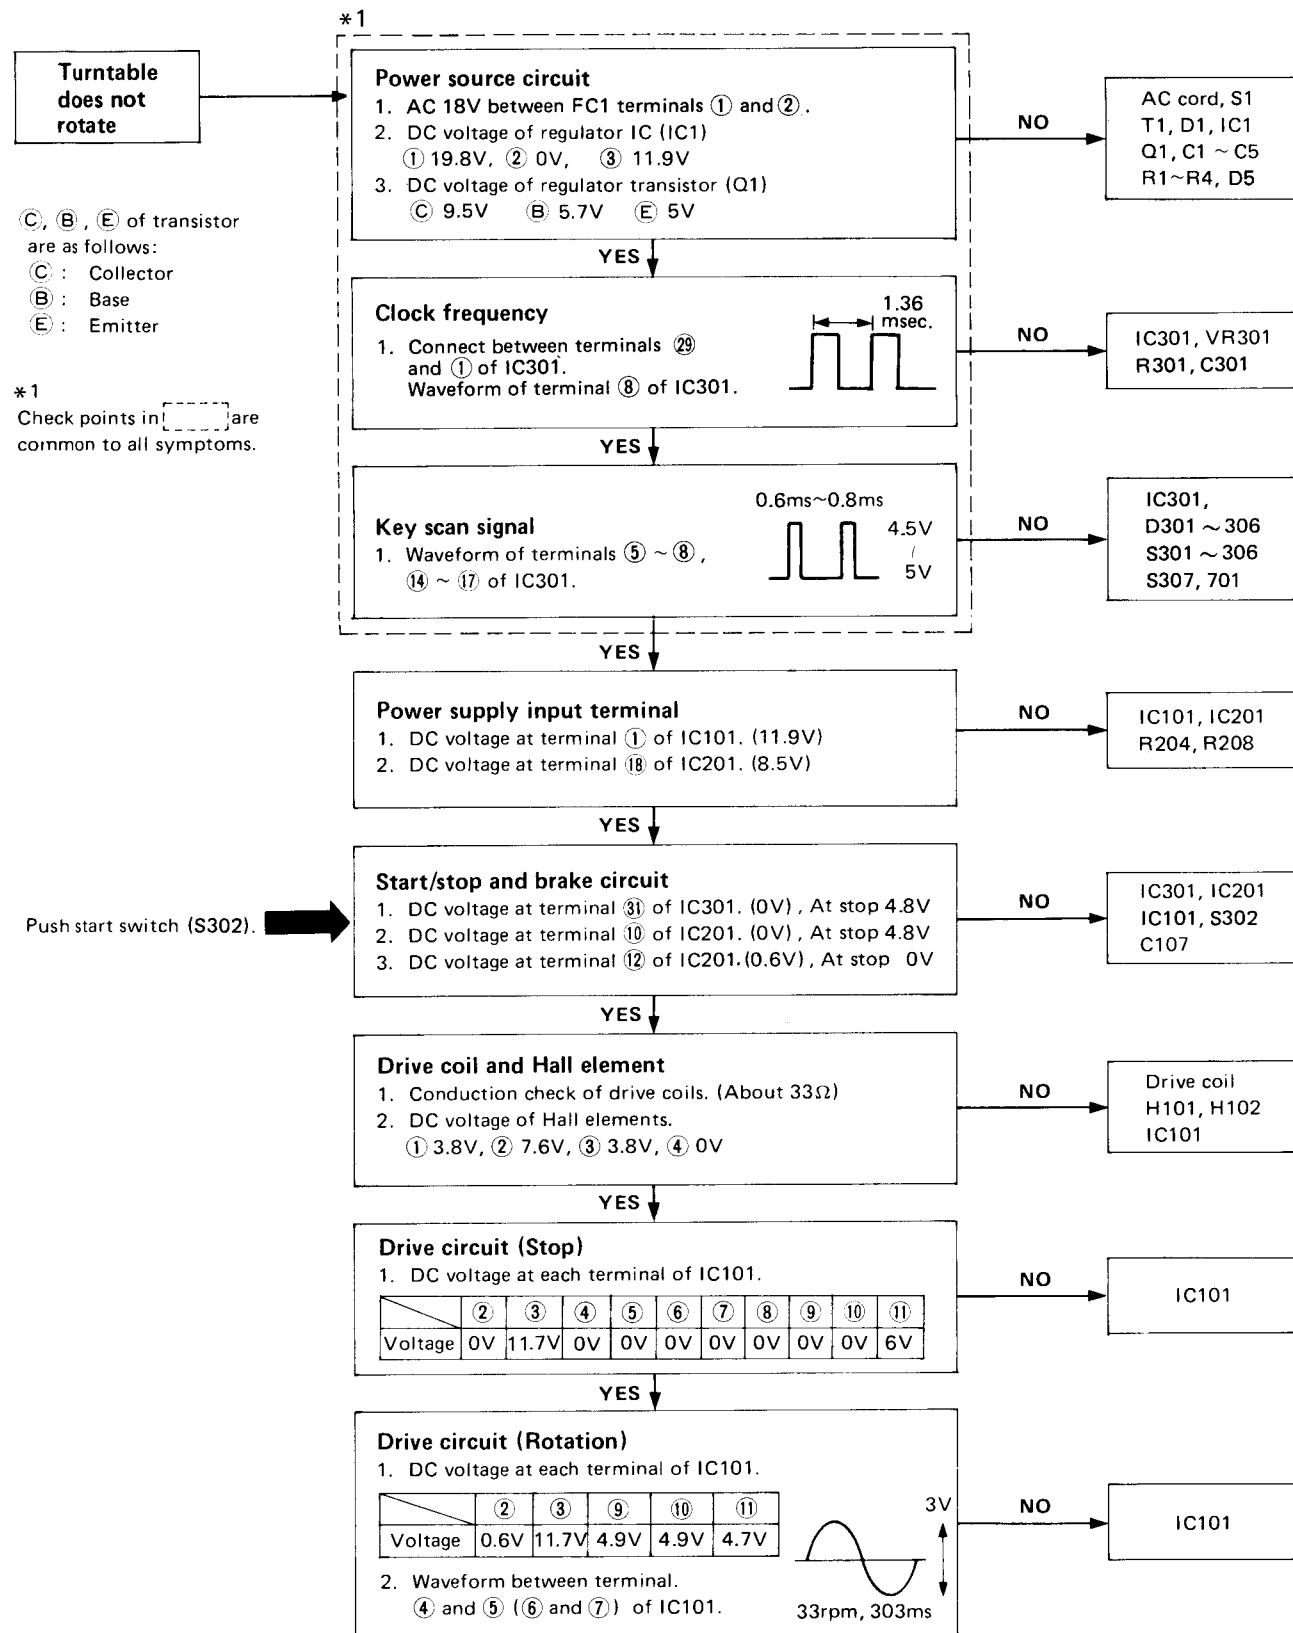 *1
Turntable
does not
rotate
Power source circuit
1. AC 18V between FC1 terminals ① and ②.
2. DC voltage of regulator IC (IC1)
① 19.8V, ② 0V, ③ 11.9V
3. DC voltage of regulator transistor (Q1)
Ⓒ 9.5V Ⓑ 5.7V Ⓔ 5V
NO
AC cord, S1
T1, D1, IC1
Q1, C1 ~ C5
R1~R4, D5
Ⓒ, Ⓑ, Ⓔ of transistor
are as follows:
Ⓒ : Collector
Ⓑ : Base
Ⓔ : Emitter
*1
Check points in are
common to all symptoms.
YES
Clock frequency
1. Connect between terminals ㉙
and ① of IC301.
Waveform of terminal ⑧ of IC301.
1.36
msec.
NO
IC301, VR301
R301, C301
YES
Key scan signal
1. Waveform of terminals ⑤ ~ ⑧,
⑭ ~ ⑰ of IC301.
0.6ms~0.8ms
4.5V
~
5V
NO
IC301,
D301 ~ 306
S301 ~ 306
S307, 701
YES
Power supply input terminal
1. DC voltage at terminal ① of IC101. (11.9V)
2. DC voltage at terminal ⑱ of IC201. (8.5V)
NO
IC101, IC201
R204, R208
YES
Push start switch (S302).
Start/stop and brake circuit
1. DC voltage at terminal ㉛ of IC301. (0V), At stop 4.8V
2. DC voltage at terminal ⑩ of IC201. (0V), At stop 4.8V
3. DC voltage at terminal ⑫ of IC201. (0.6V), At stop 0V
NO
IC301, IC201
IC101, S302
C107
YES
Drive coil and Hall element
1. Conduction check of drive coils. (About 33Ω)
2. DC voltage of Hall elements.
① 3.8V, ② 7.6V, ③ 3.8V, ④ 0V
NO
Drive coil
H101, H102
IC101
YES
Drive circuit (Stop)
1. DC voltage at each terminal of IC101.
② ③ ④ ⑤ ⑥ ⑦ ⑧ ⑨ ⑩ ⑪
Voltage 0V 11.7V 0V 0V 0V 0V 0V 0V 0V 6V
NO
IC101
YES
Drive circuit (Rotation)
1. DC voltage at each terminal of IC101.
② ③ ⑨ ⑩ ⑪
Voltage 0.6V 11.7V 4.9V 4.9V 4.7V
2. Waveform between terminal.
④ and ⑤ (⑥ and ⑦) of IC101.
3V
33rpm, 303ms
NO
IC101